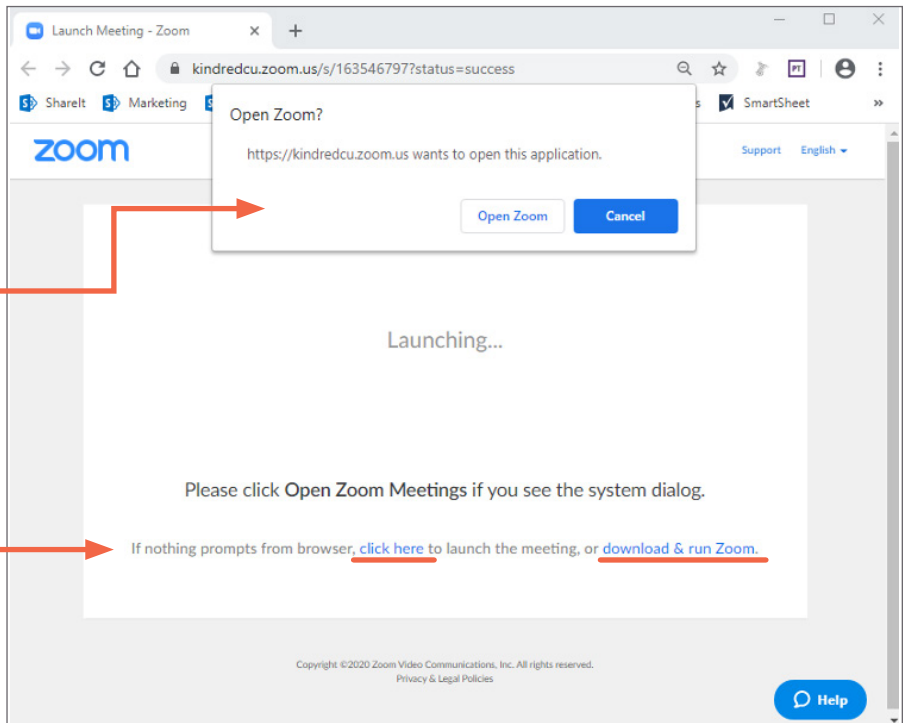 Launch Meeting - Zoom
kindredcu.zoom.us/s/163546797?status=success
PT
ShareIt Marketing SmartSheet
zoom
Support English
Open Zoom?
https://kindredcu.zoom.us wants to open this application.
Open Zoom Cancel
Launching...
Please click Open Zoom Meetings if you see the system dialog.
If nothing prompts from browser, click here to launch the meeting, or download & run Zoom.
Copyright ©2020 Zoom Video Communications, Inc. All rights reserved.
Privacy & Legal Policies
Help